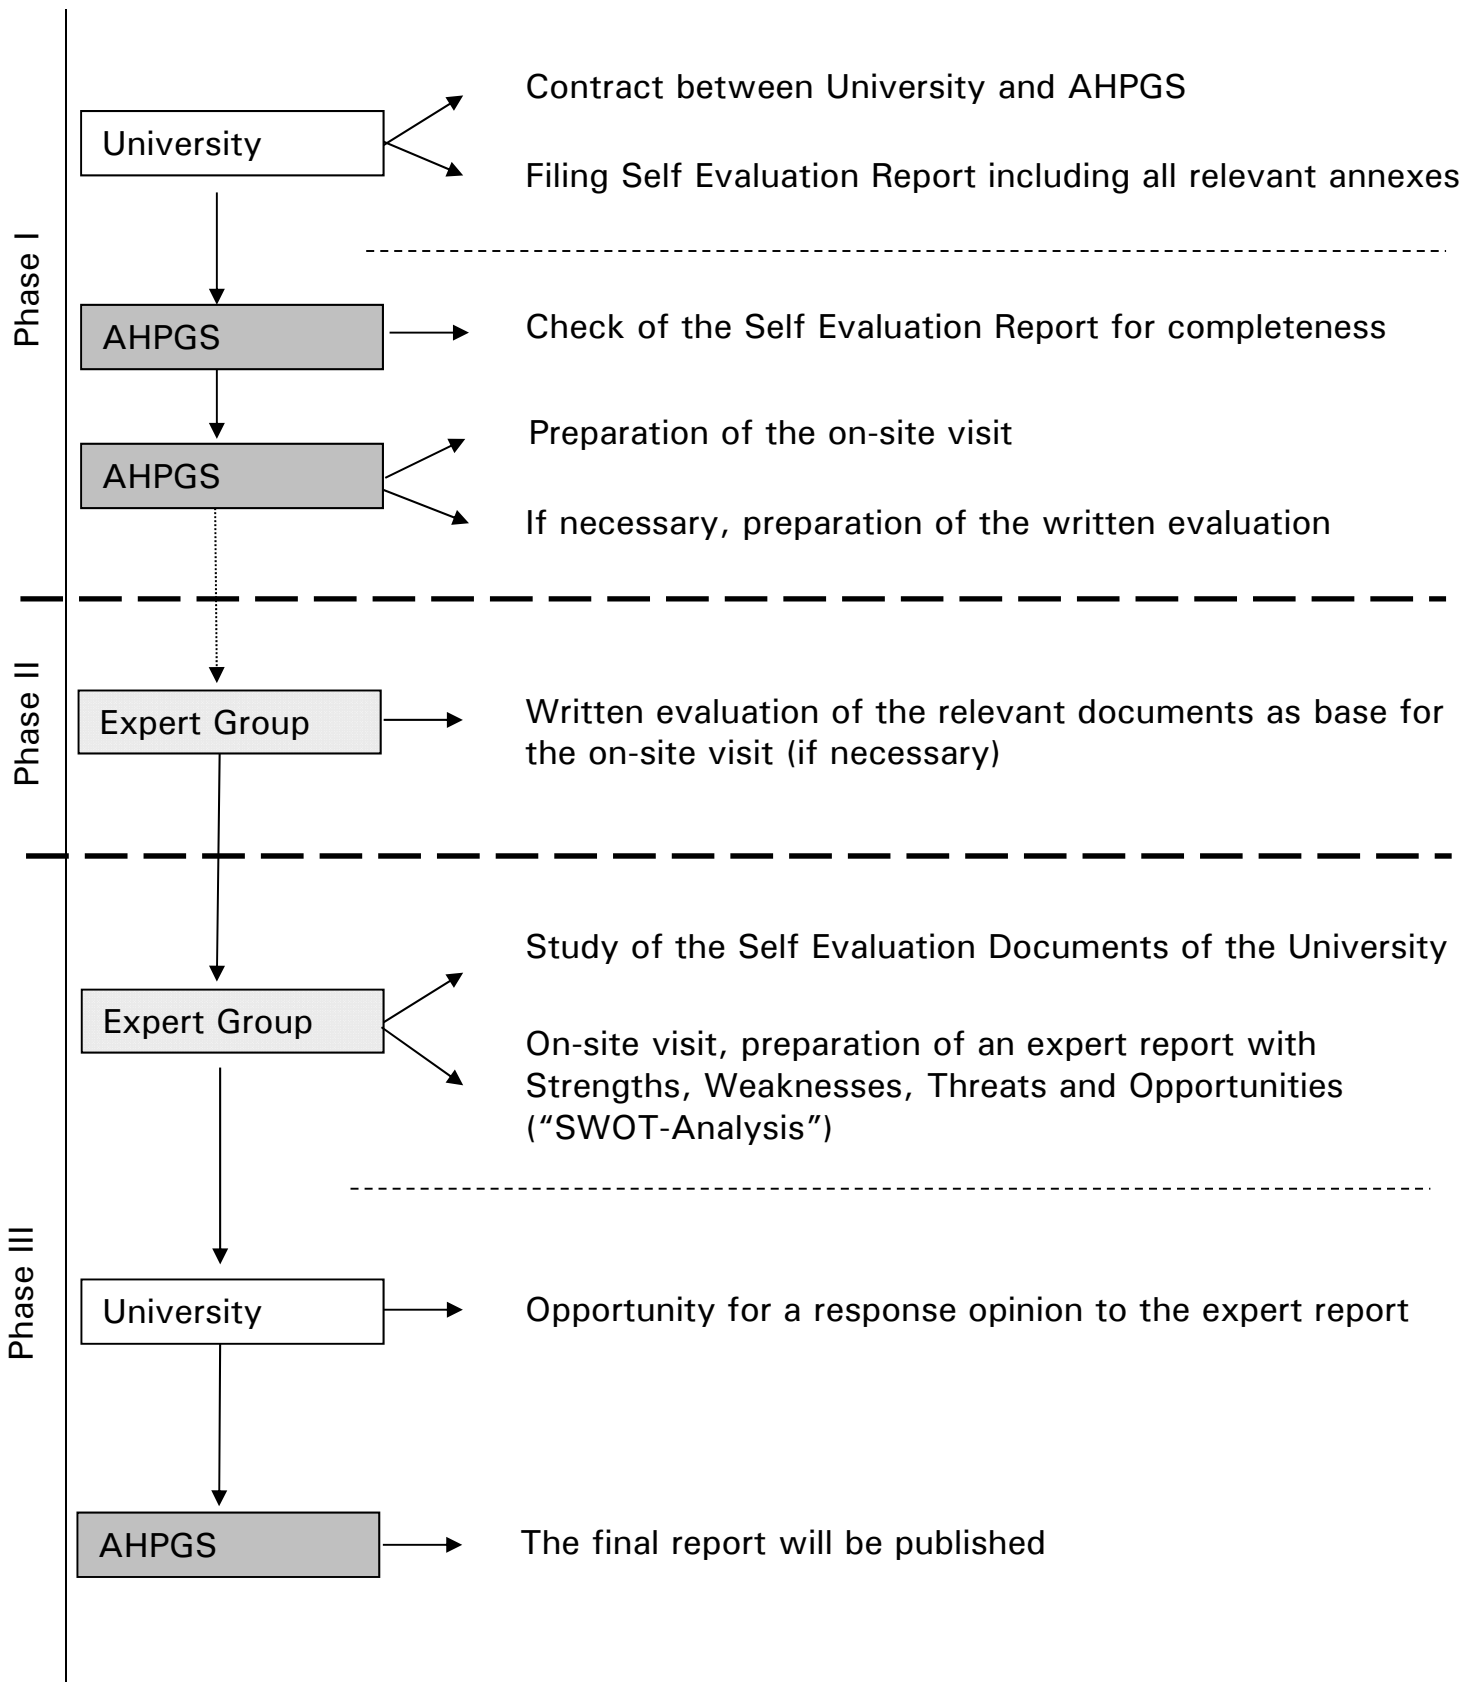 Phase I
University
Contract between University and AHPGS
Filing Self Evaluation Report including all relevant annexes
AHPGS
Check of the Self Evaluation Report for completeness
AHPGS
Preparation of the on-site visit
If necessary, preparation of the written evaluation
Phase II
Expert Group
Written evaluation of the relevant documents as base for
the on-site visit (if necessary)
Phase III
Expert Group
Study of the Self Evaluation Documents of the University
On-site visit, preparation of an expert report with
Strengths, Weaknesses, Threats and Opportunities
(“SWOT-Analysis”)
University
Opportunity for a response opinion to the expert report
AHPGS
The final report will be published